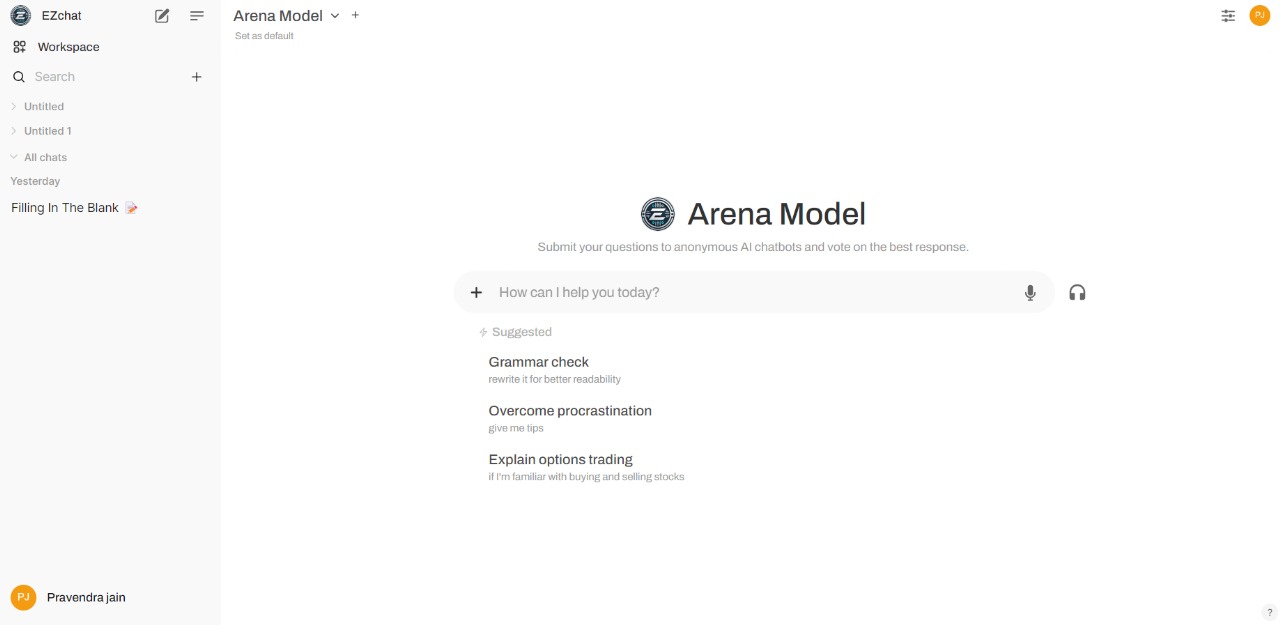 EZchat
Workspace
Search
Untitled
Untitled 1
All chats
Yesterday
Filling In The Blank
PJ Pravendra jain
Arena Model
Set as default
PJ
Arena Model
Submit your questions to anonymous AI chatbots and vote on the best response.
How can I help you today?
Suggested
Grammar check
rewrite it for better readability
Overcome procrastination
give me tips
Explain options trading
if I'm familiar with buying and selling stocks
?